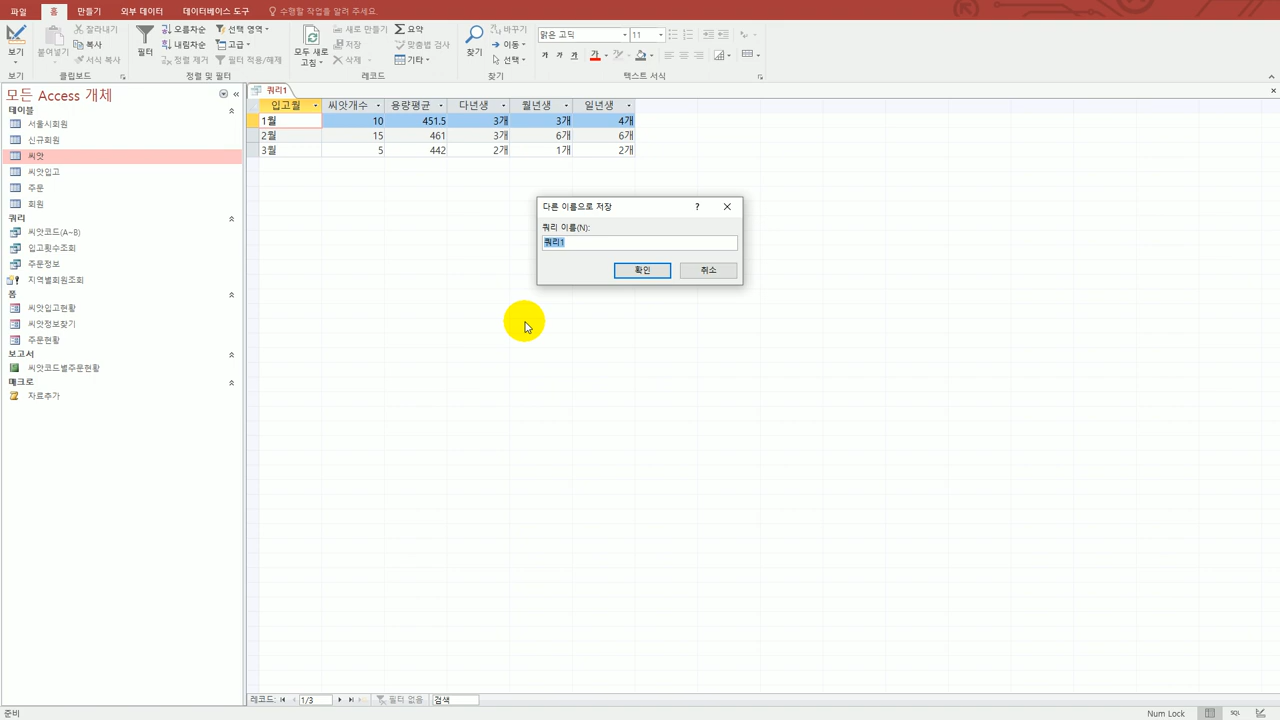 파일 홈 만들기 외부 데이터 데이터베이스 도구 수행할 작업을 알려 주세요.
보기
보기
붙여넣기
잘라내기
복사
서식 복사
클립보드
필터
오름차순
내림차순
정렬 제거
선택 영역
고급
필터 적용/해제
정렬 및 필터
모두 새로 고침
새로 만들기
저장
삭제
요약
맞춤법 검사
기타
레코드
찾기
바꾸기
이동
선택
찾기
맑은 고딕 11
가 가 가 가
텍스트 서식
모든 Access 개체
테이블
서울시회원
신규회원
씨앗
씨앗입고
주문
회원
쿼리
씨앗코드(A~B)
입고횟수조회
주문정보
지역별회원조회
폼
씨앗입고현황
씨앗정보찾기
주문현황
보고서
씨앗코드별주문현황
매크로
자료추가
쿼리1
입고월 씨앗개수 용량평균 다년생 월년생 일년생
1월 10 451.5 3개 3개 4개
2월 15 461 3개 6개 6개
3월 5 442 2개 1개 2개
다른 이름으로 저장 ?
쿼리 이름(N):
쿼리1
확인 취소
레코드: 1/3 필터 없음 검색
준비 Num Lock SQL